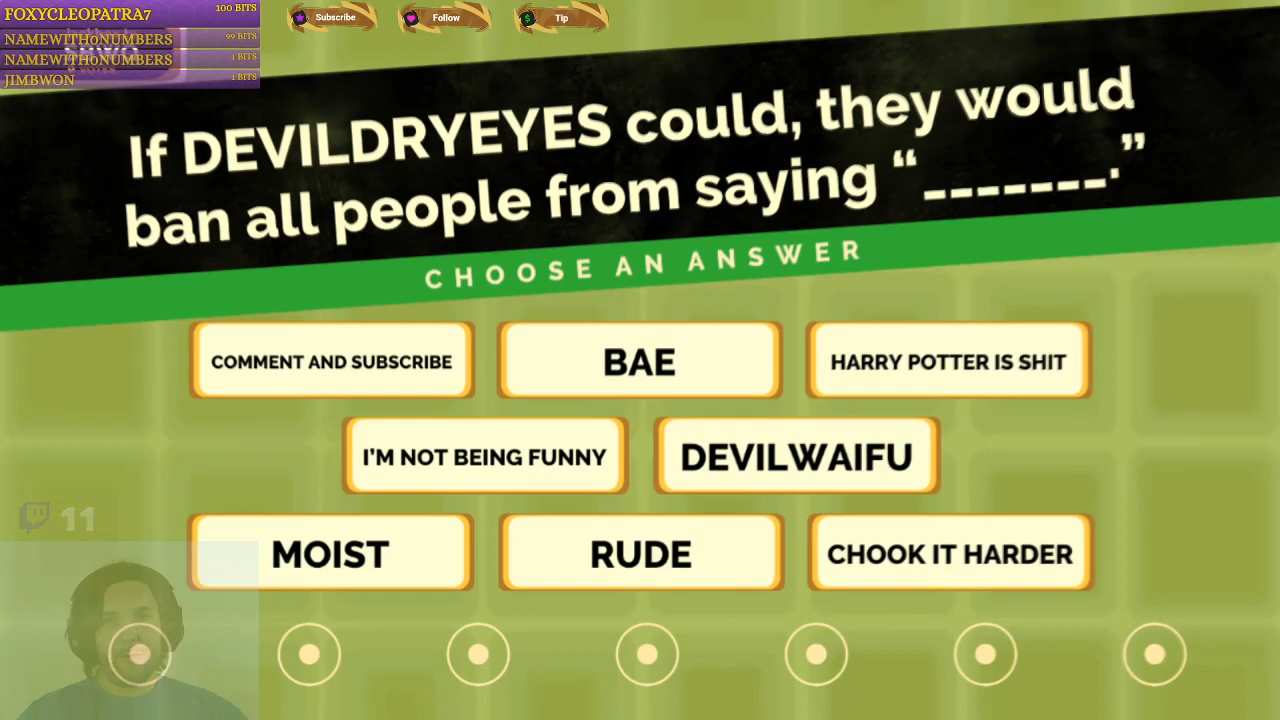 FOXYCLEOPATRA7 100 BITS
NAMEWITH0NUMBERS 99 BITS
NAMEWITH0NUMBERS 1 BITS
JIMBWON 1 BITS
Subscribe
Follow
Tip
If DEVILDRYEYES could, they would
ban all people from saying “_______.”
CHOOSE AN ANSWER
COMMENT AND SUBSCRIBE
BAE
HARRY POTTER IS SHIT
I’M NOT BEING FUNNY
DEVILWAIFU
11
MOIST
RUDE
CHOOK IT HARDER